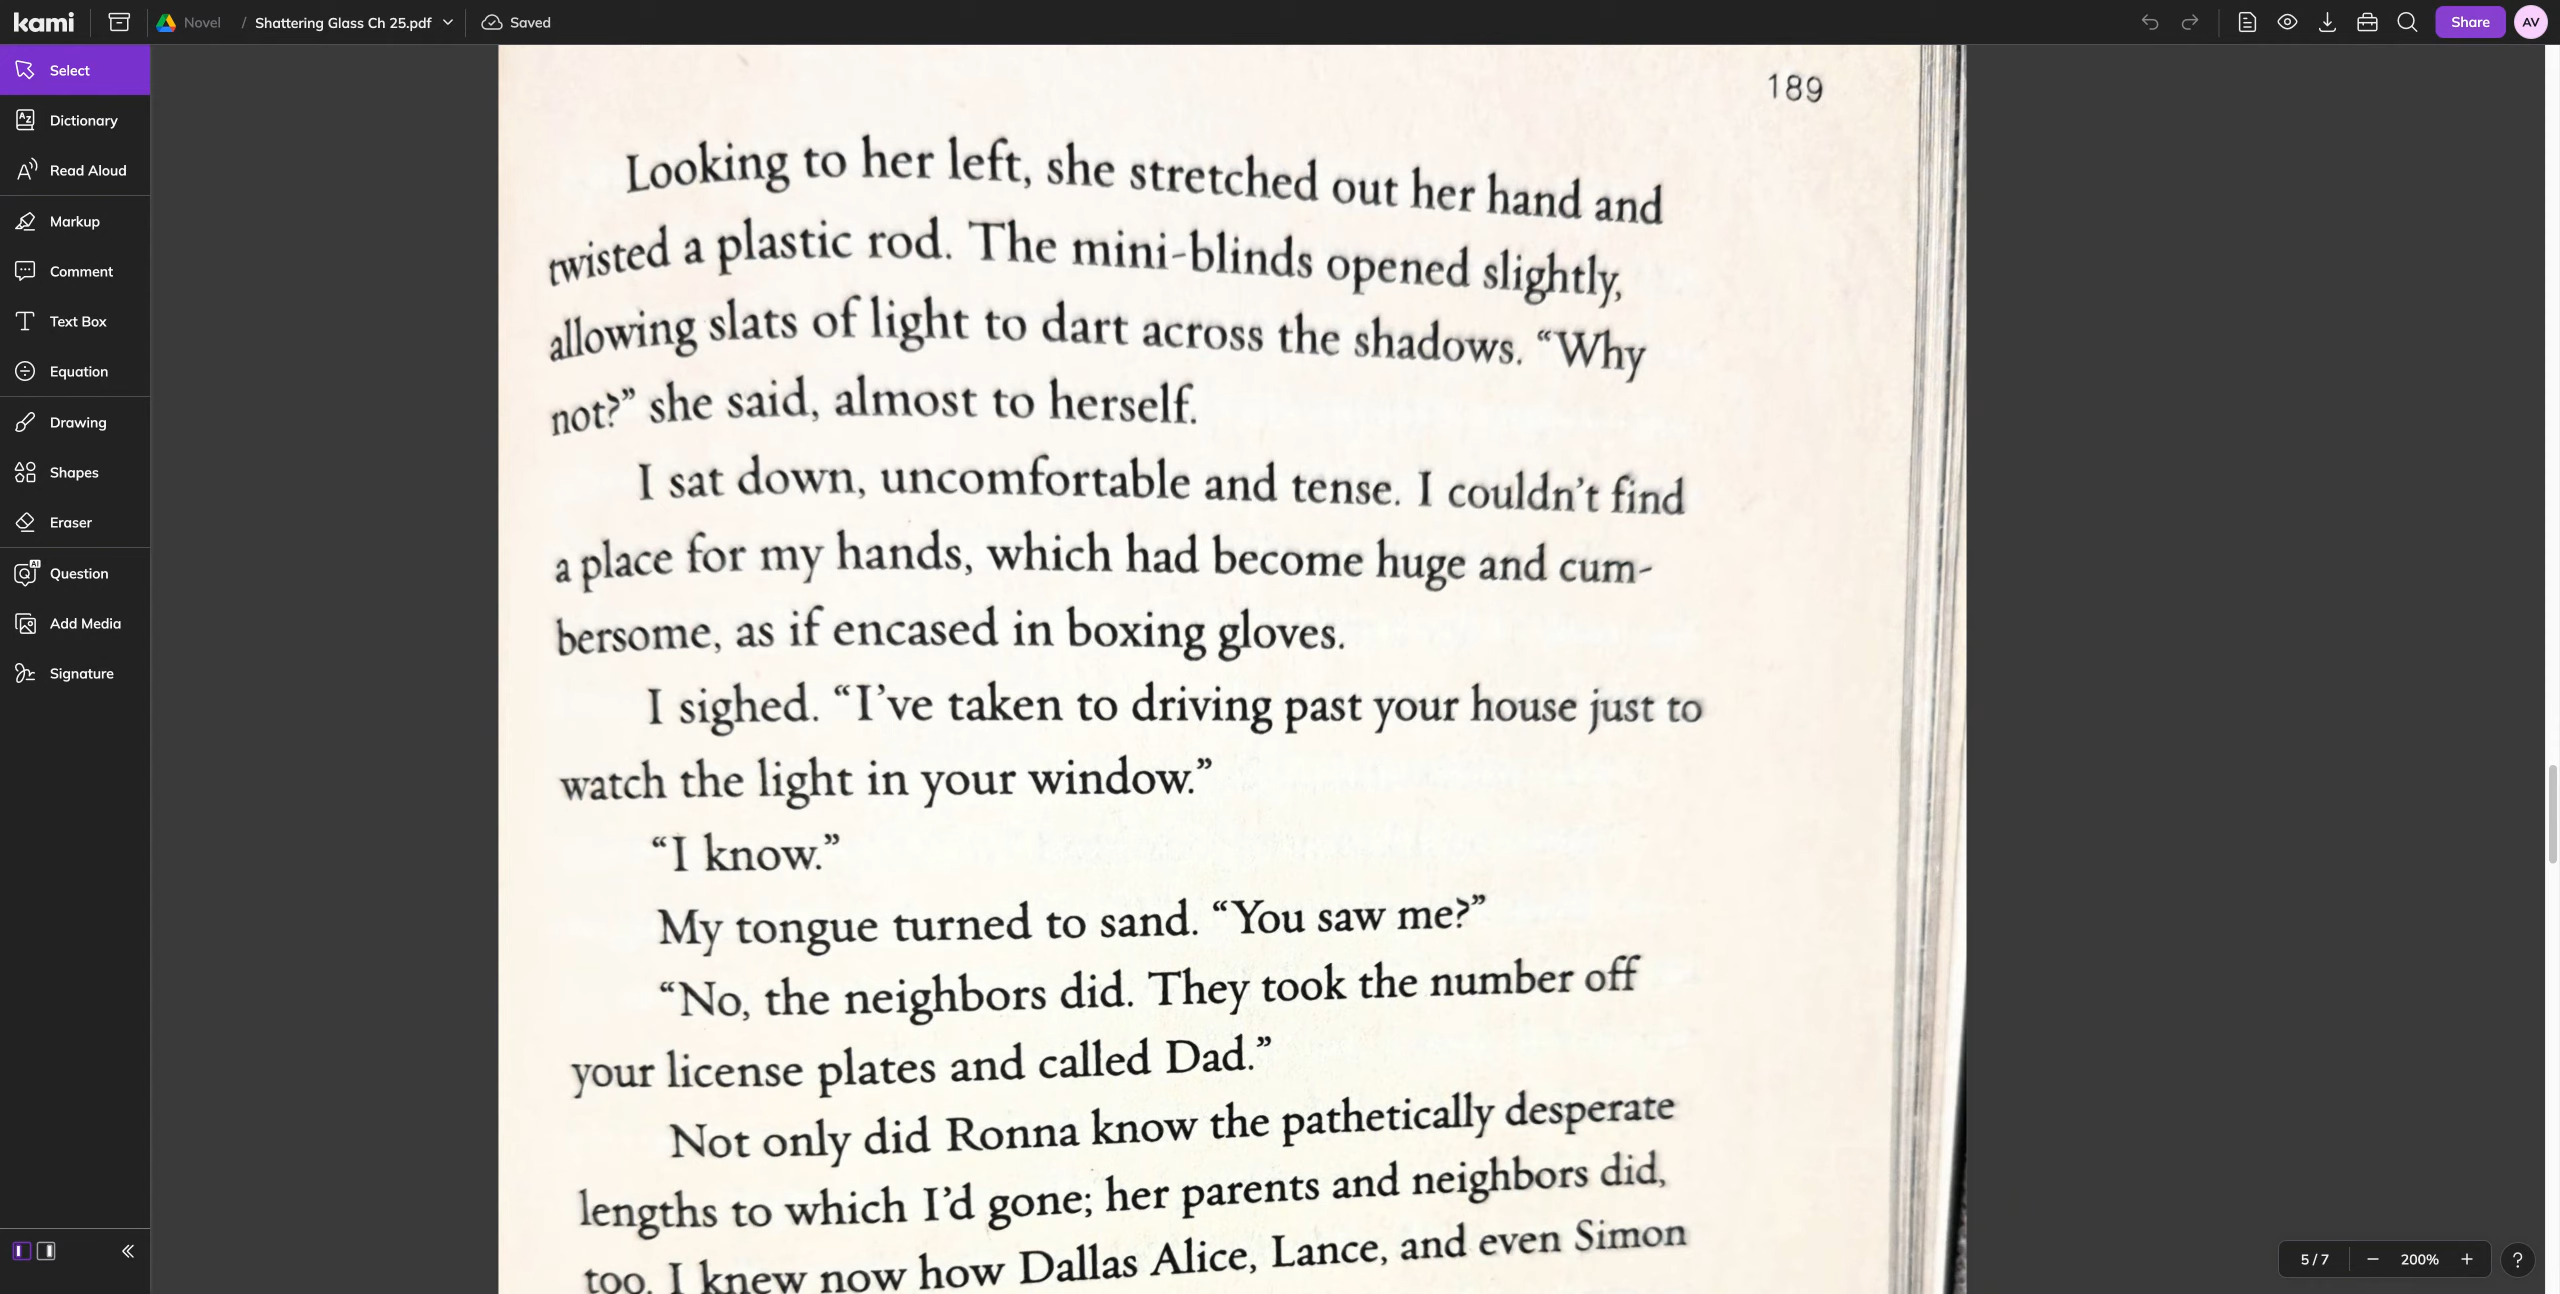 kami
Novel / Shattering Glass Ch 25.pdf
Saved
Share
AV
Select
Dictionary
Read Aloud
Markup
Comment
Text Box
Equation
Drawing
Shapes
Eraser
Question
Add Media
Signature
189
Looking to her left, she stretched out her hand and
twisted a plastic rod. The mini-blinds opened slightly,
allowing slats of light to dart across the shadows. “Why
not?” she said, almost to herself.
I sat down, uncomfortable and tense. I couldn’t find
a place for my hands, which had become huge and cum-
bersome, as if encased in boxing gloves.
I sighed. “I’ve taken to driving past your house just to
watch the light in your window.”
“I know.”
My tongue turned to sand. “You saw me?”
“No, the neighbors did. They took the number off
your license plates and called Dad.”
Not only did Ronna know the pathetically desperate
lengths to which I’d gone; her parents and neighbors did,
too. I knew now how Dallas Alice, Lance, and even Simon
5 / 7
200%
?